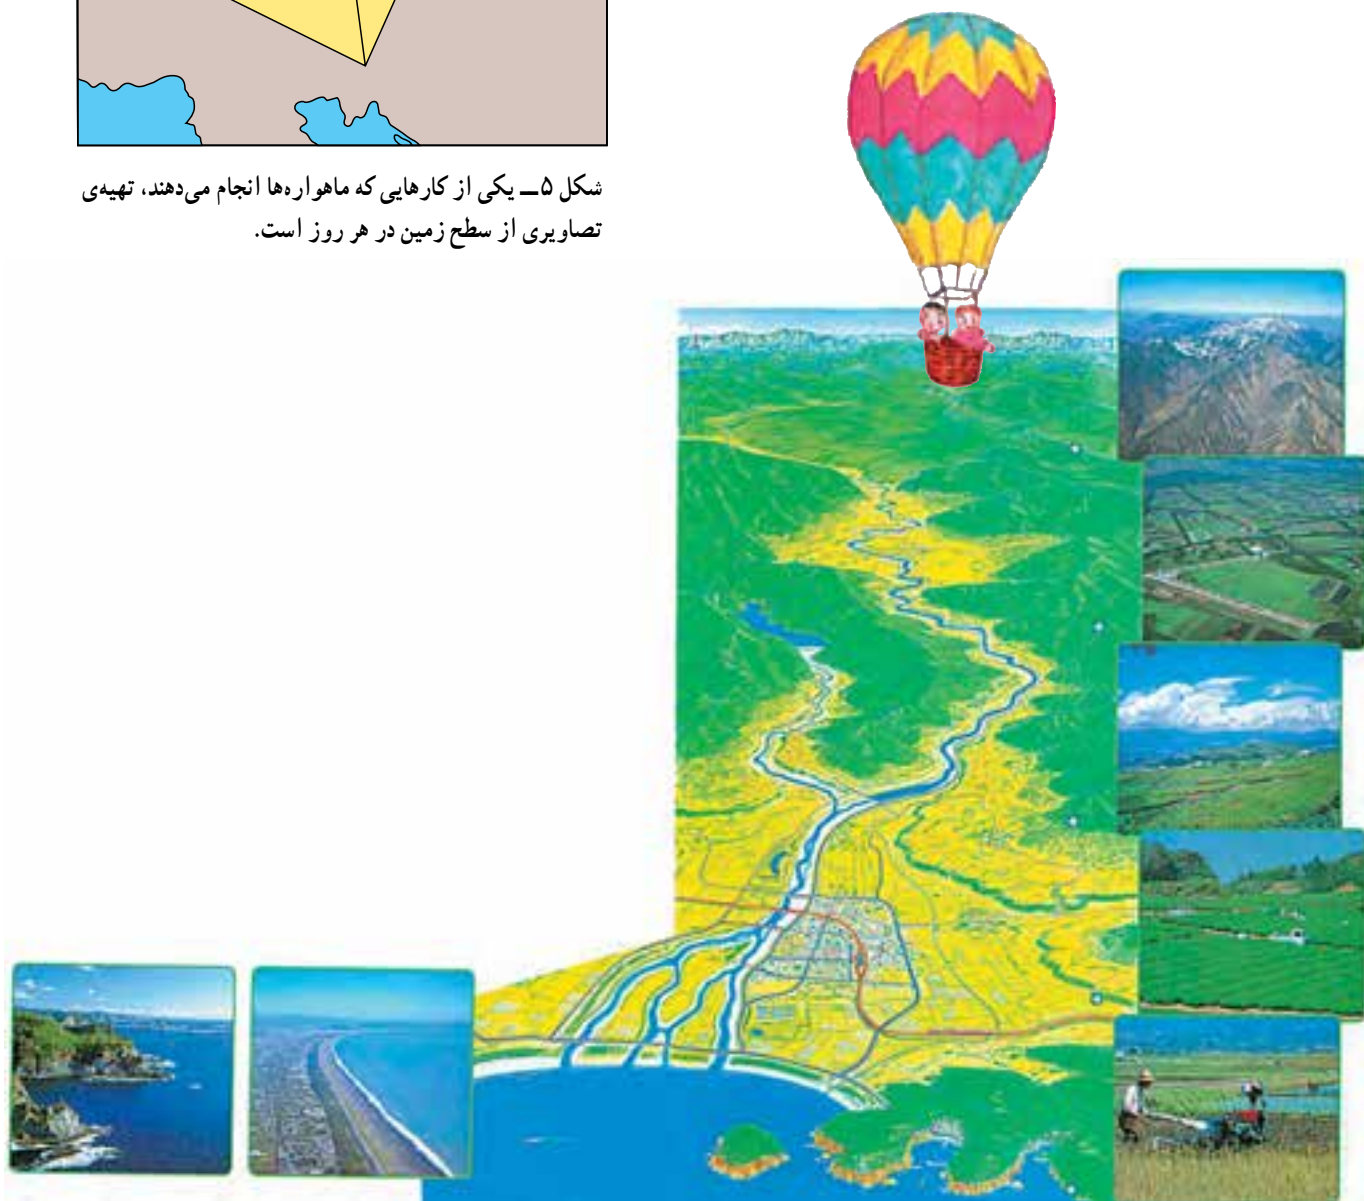 شکل ۵ــ یکی از کارهایی که ماهواره‌ها انجام می‌دهند، تهیه‌ی
تصاویری از سطح زمین در هر روز است.